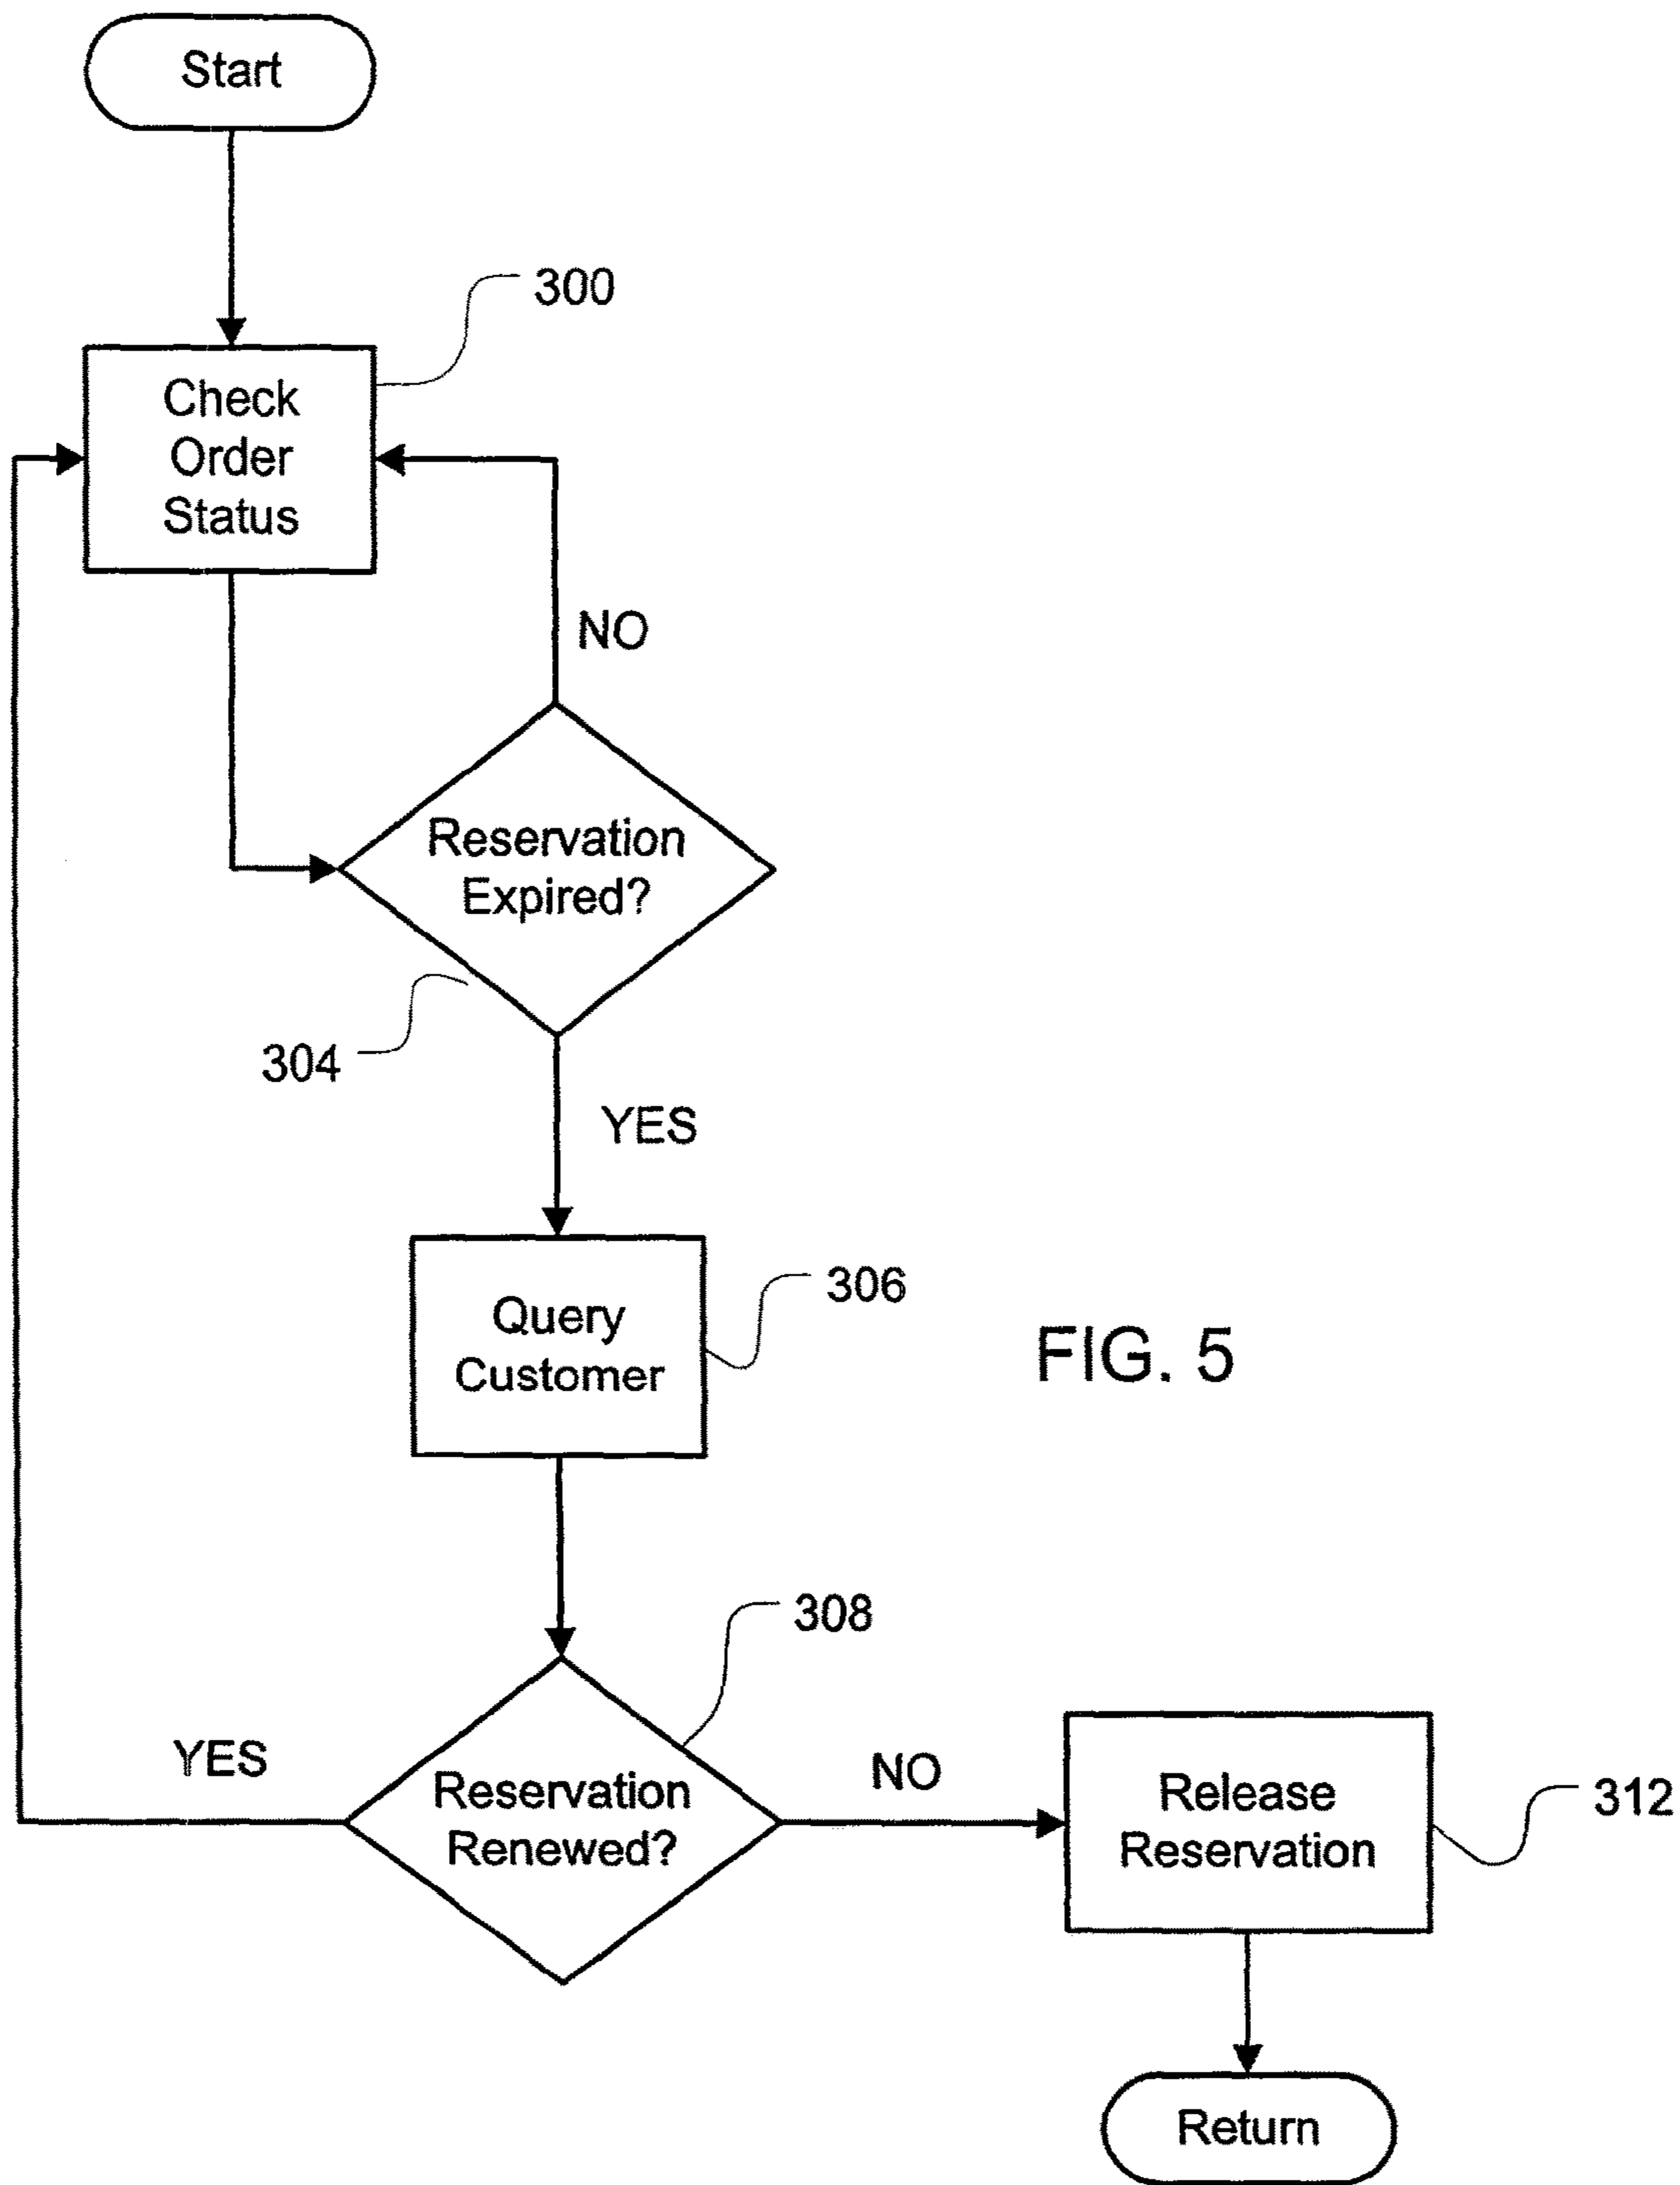 Start
300
Check
Order
Status
NO
Reservation
Expired?
304
YES
306
Query
Customer
FIG. 5
308
YES
NO
Reservation
Renewed?
Release
Reservation
312
Return